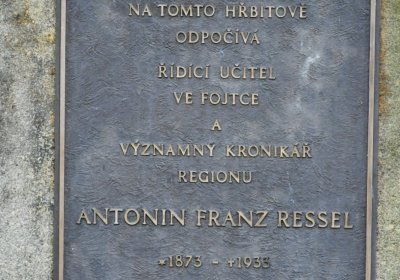 NA TOMTO HŘBITOVĚ
ODPOČÍVÁ
ŘÍDÍCÍ UČITEL
VE FOJTCE
A
VÝZNAMNÝ KRONIKÁŘ
REGIONU
ANTONIN FRANZ RESSEL
*1873 - +1933